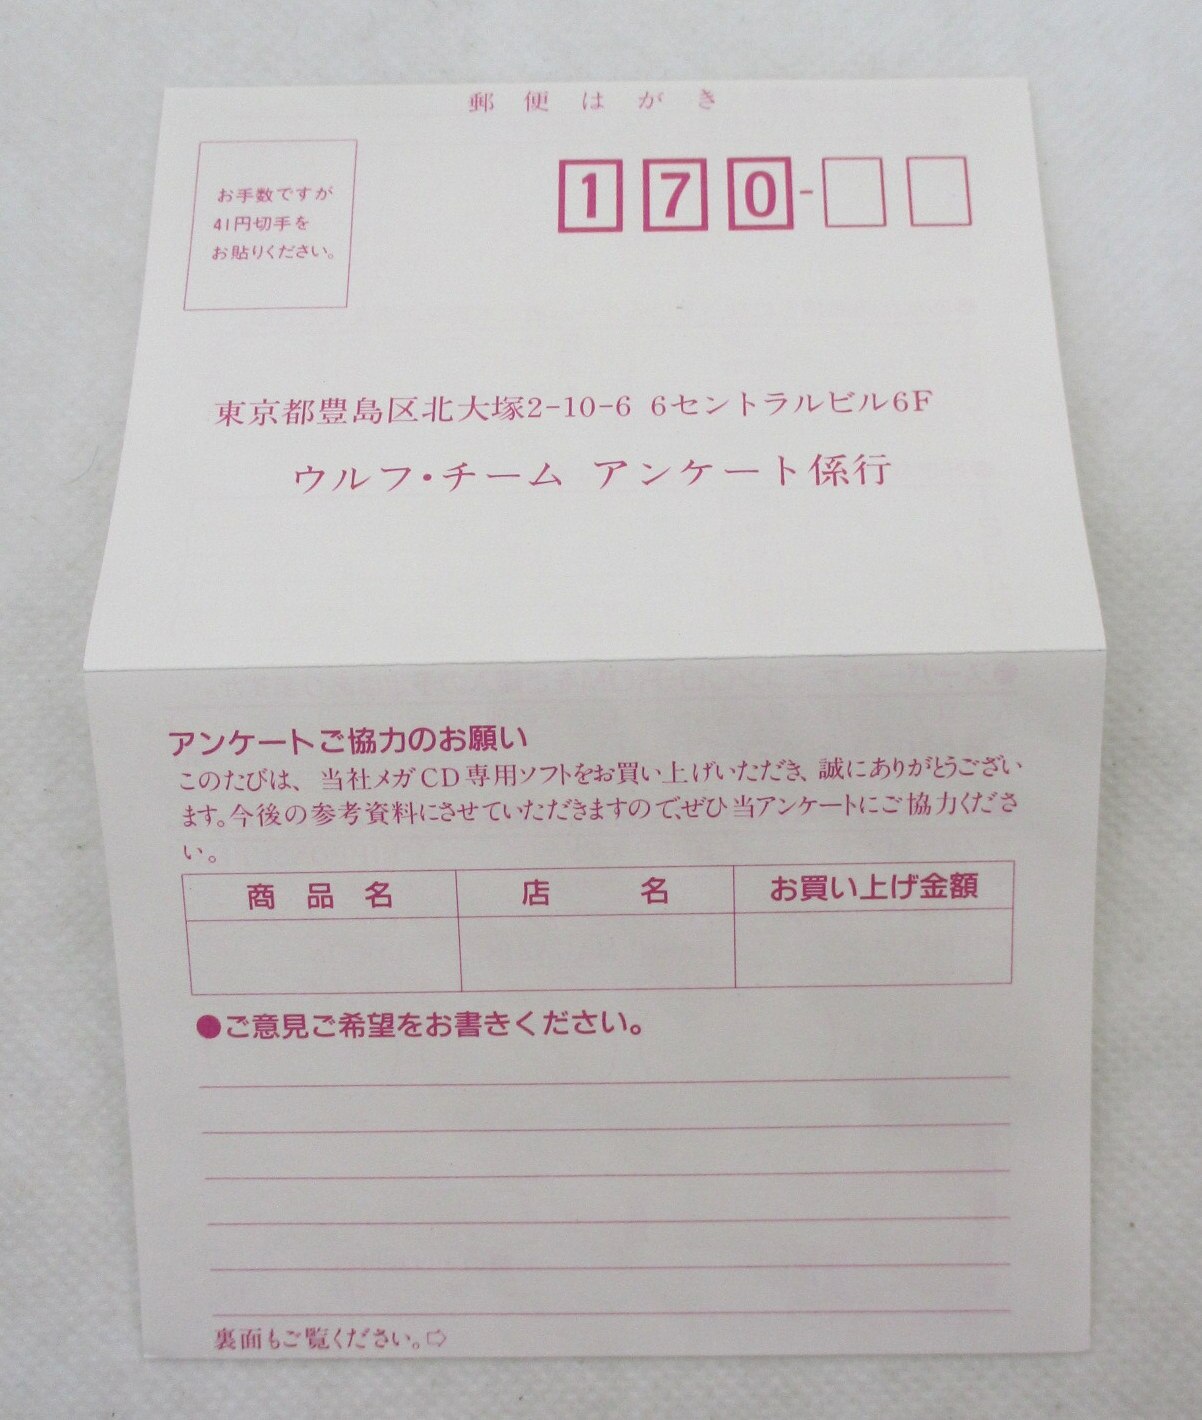 郵便はがき
お手数ですが
41円切手を
お貼りください。
170-
東京都豊島区北大塚2-10-6 6セントラルビル6F
ウルフ・チーム アンケート係行
アンケートご協力のお願い
このたびは、当社メガCD専用ソフトをお買い上げいただき、誠にありがとうござい
ます。今後の参考資料にさせていただきますので、ぜひ当アンケートにご協力くださ
い。
商品名 店名 お買い上げ金額
●ご意見ご希望をお書きください。
裏面もご覧ください。⇨